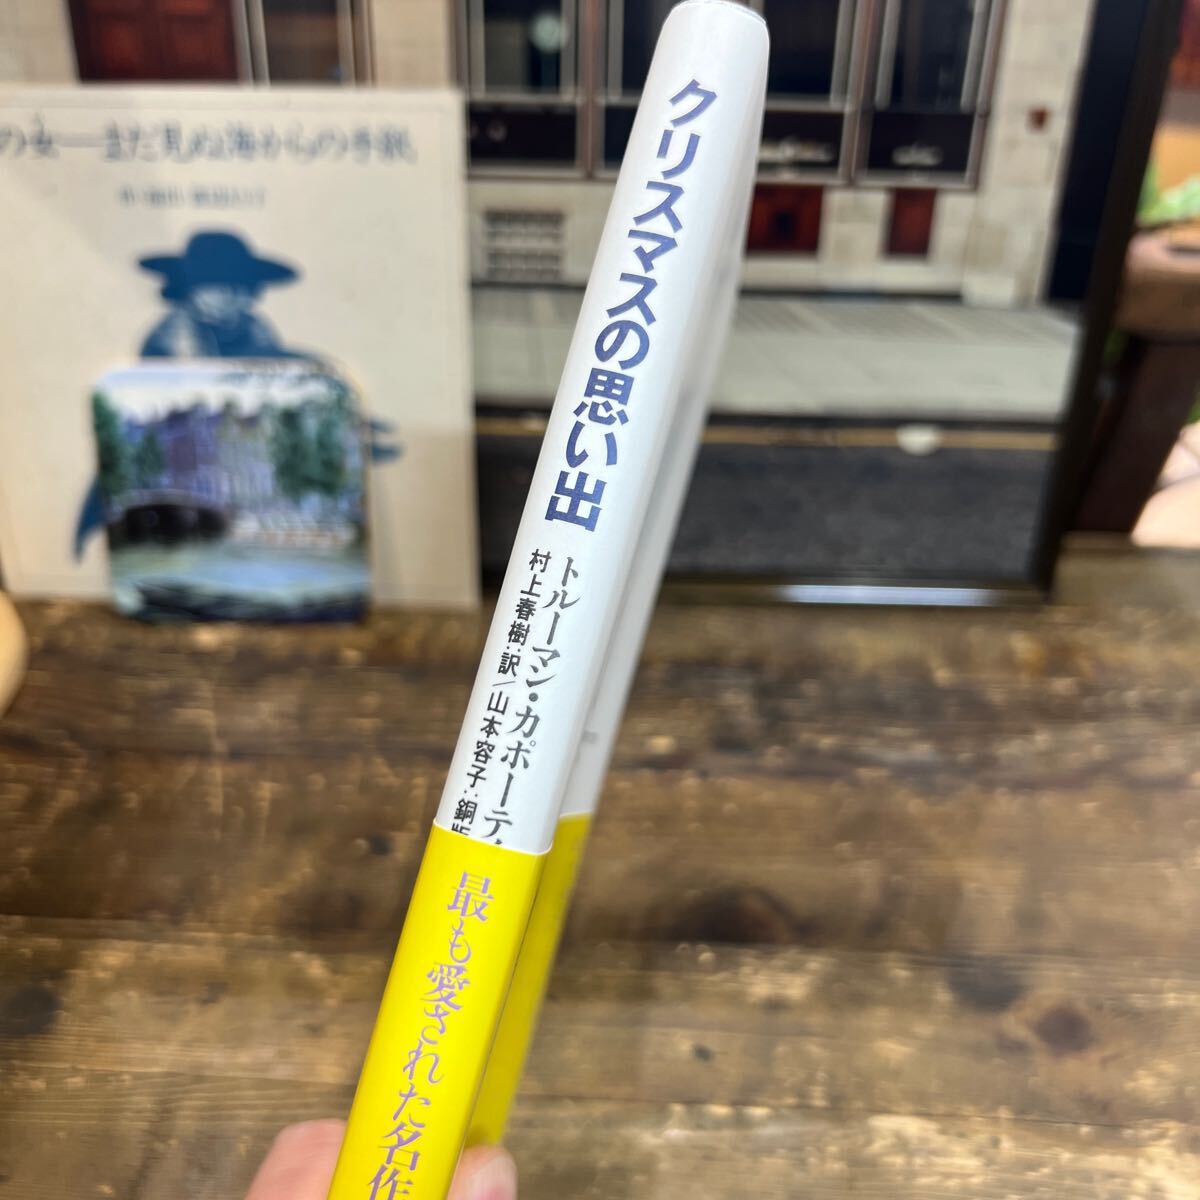 の女——まだ見ぬ海からの手紙
クリスマスの思い出
トルーマン・カポーティ
村上春樹:訳/山本容子:銅版
最も愛された名作